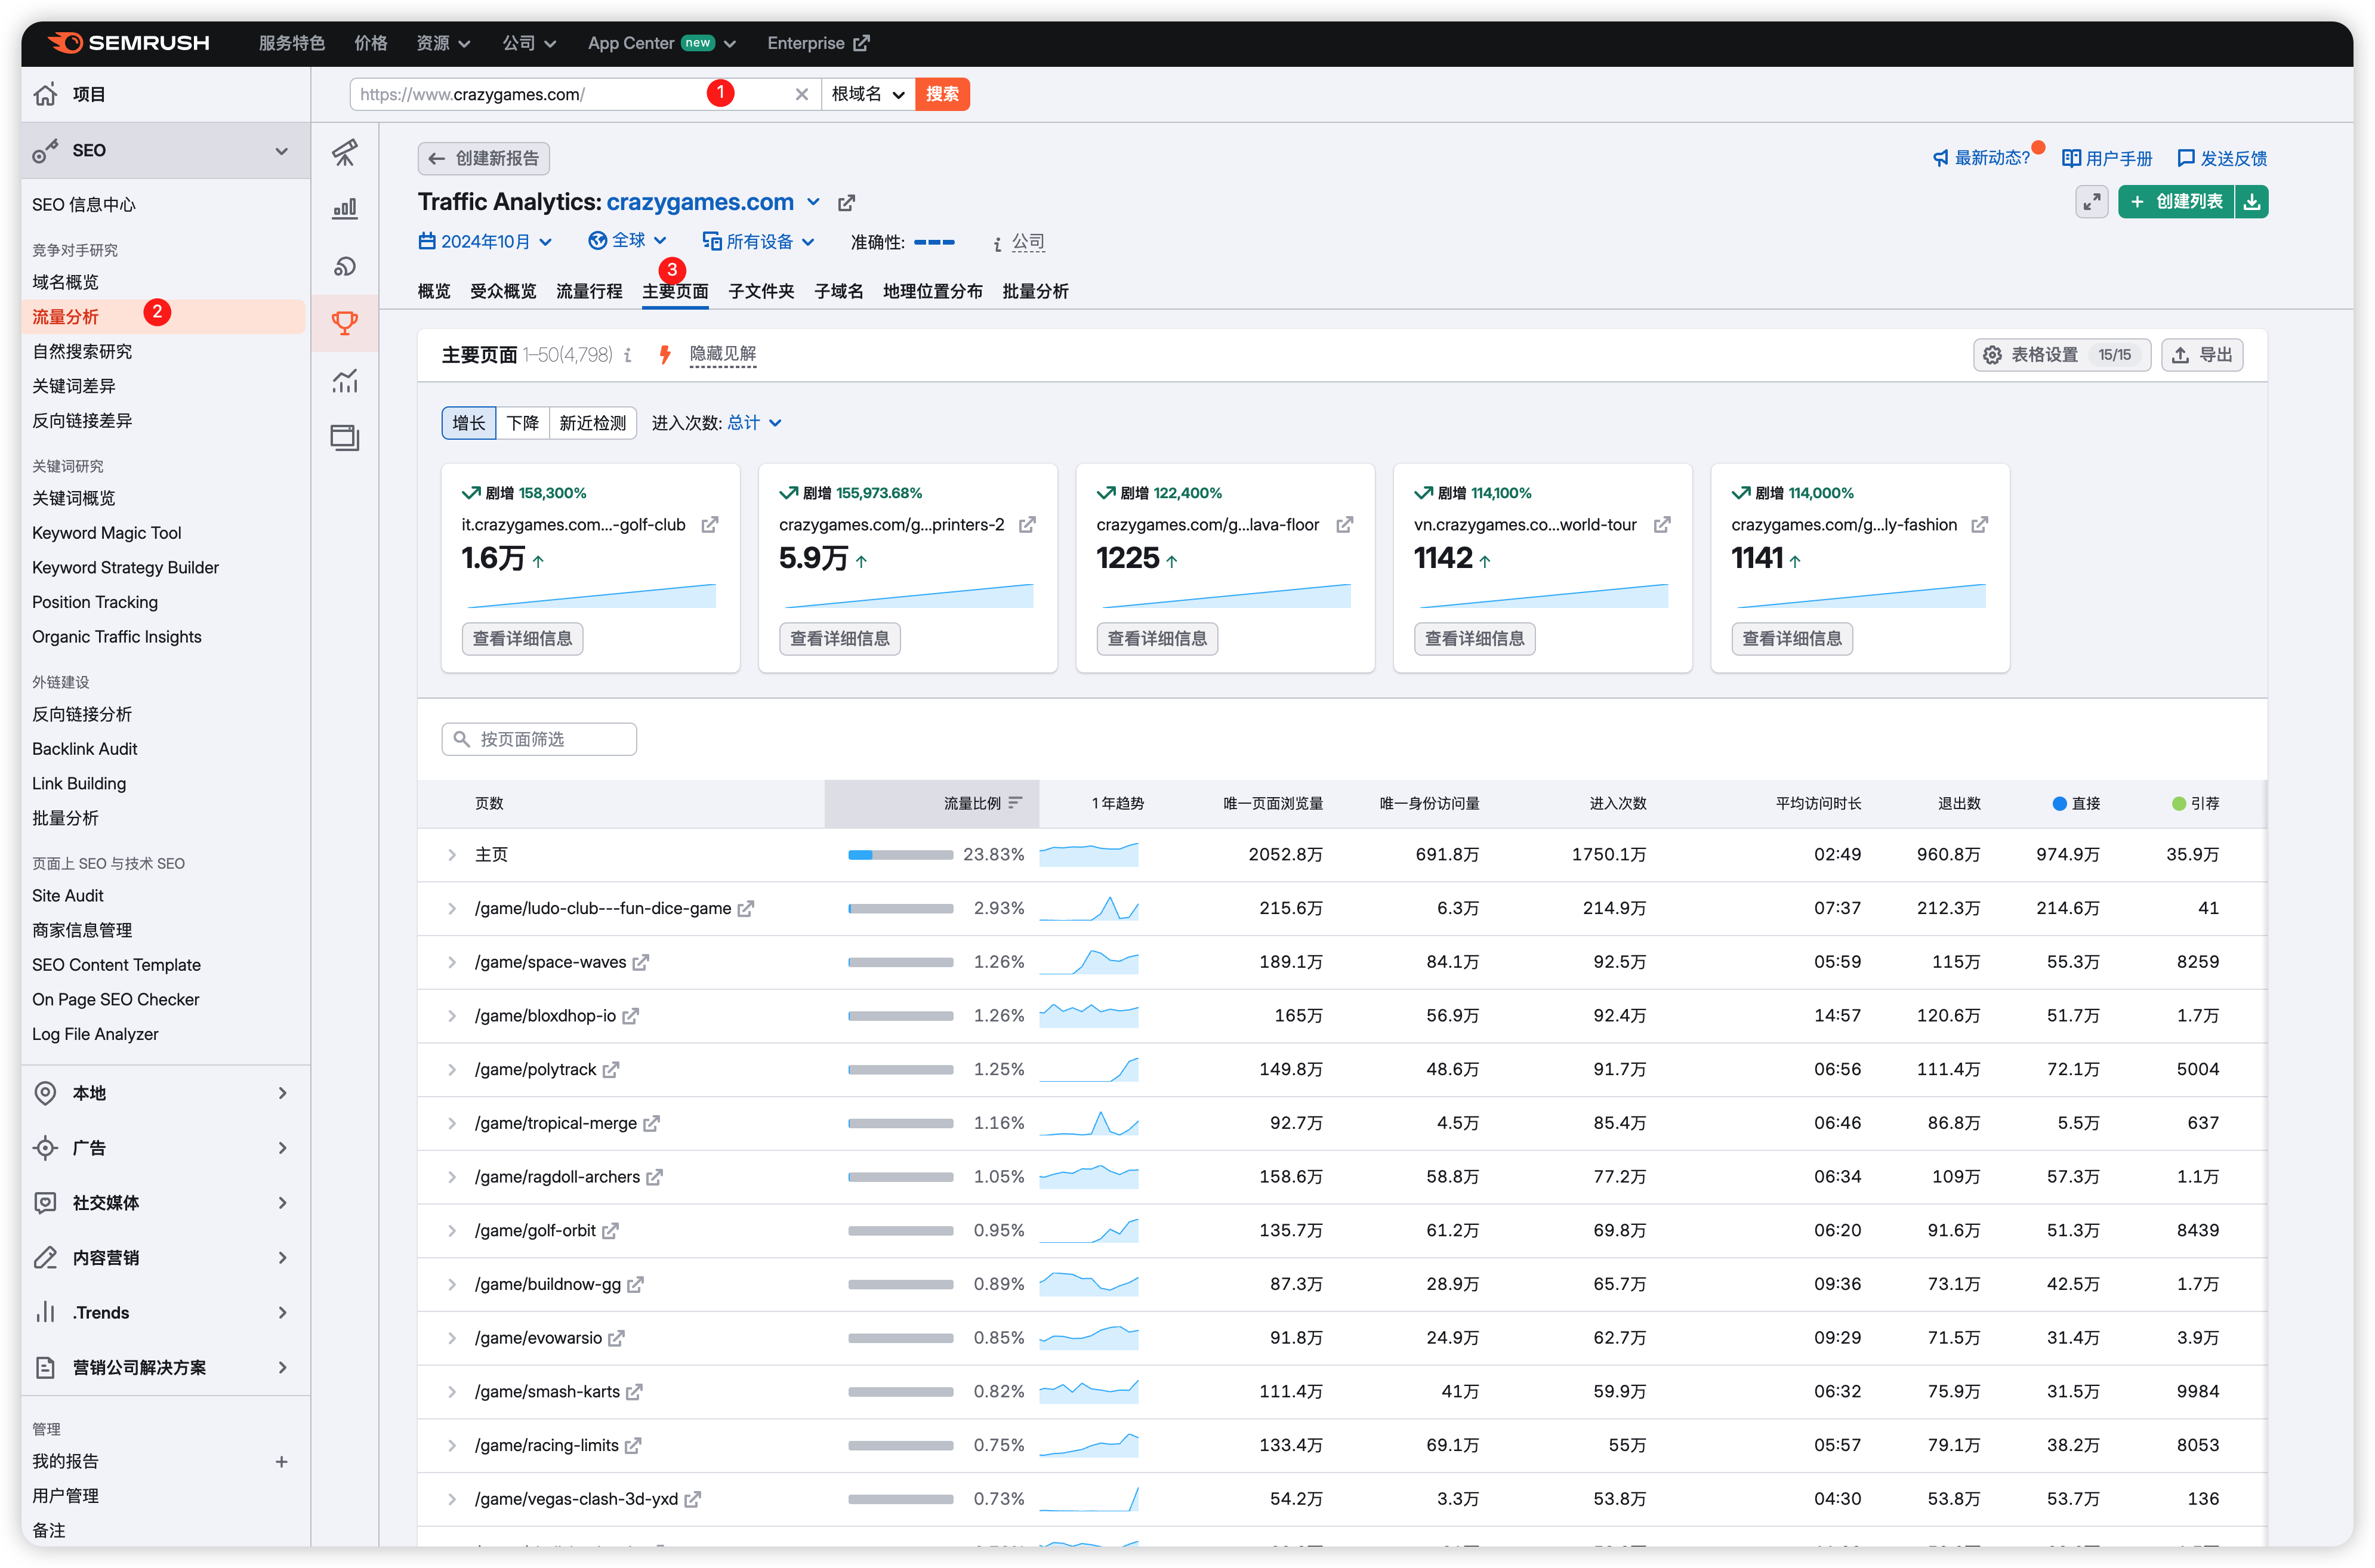 SEMRUSH 服务特色 价格 资源 公司 App Center new Enterprise
项目
https://www.crazygames.com/ 1 根域名 搜索
SEO
SEO 信息中心
竞争对手研究
域名概览
流量分析 2
自然搜索研究
关键词差异
反向链接差异
关键词研究
关键词概览
Keyword Magic Tool
Keyword Strategy Builder
Position Tracking
Organic Traffic Insights
外链建设
反向链接分析
Backlink Audit
Link Building
批量分析
页面上 SEO 与技术 SEO
Site Audit
商家信息管理
SEO Content Template
On Page SEO Checker
Log File Analyzer
本地
广告
社交媒体
内容营销
.Trends
营销公司解决方案
管理
我的报告 +
用户管理
备注
创建新报告 最新动态? 用户手册 发送反馈
Traffic Analytics: crazygames.com + 创建列表
2024年10月 全球 所有设备 准确性: i 公司
3
概览 受众概览 流量行程 主要页面 子文件夹 子域名 地理位置分布 批量分析
主要页面 1–50(4,798) i 隐藏见解 表格设置 15/15 导出
增长 下降 新近检测 进入次数: 总计
剧增 158,300%
it.crazygames.com...-golf-club
1.6万
查看详细信息
剧增 155,973.68%
crazygames.com/g...printers-2
5.9万
查看详细信息
剧增 122,400%
crazygames.com/g...lava-floor
1225
查看详细信息
剧增 114,100%
vn.crazygames.co...world-tour
1142
查看详细信息
剧增 114,000%
crazygames.com/g...ly-fashion
1141
查看详细信息
按页面筛选
页数 流量比例 1 年趋势 唯一页面浏览量 唯一身份访问量 进入次数 平均访问时长 退出数 直接 引荐
主页 23.83% 2052.8万 691.8万 1750.1万 02:49 960.8万 974.9万 35.9万
/game/ludo-club---fun-dice-game 2.93% 215.6万 6.3万 214.9万 07:37 212.3万 214.6万 41
/game/space-waves 1.26% 189.1万 84.1万 92.5万 05:59 115万 55.3万 8259
/game/bloxdhop-io 1.26% 165万 56.9万 92.4万 14:57 120.6万 51.7万 1.7万
/game/polytrack 1.25% 149.8万 48.6万 91.7万 06:56 111.4万 72.1万 5004
/game/tropical-merge 1.16% 92.7万 4.5万 85.4万 06:46 86.8万 5.5万 637
/game/ragdoll-archers 1.05% 158.6万 58.8万 77.2万 06:34 109万 57.3万 1.1万
/game/golf-orbit 0.95% 135.7万 61.2万 69.8万 06:20 91.6万 51.3万 8439
/game/buildnow-gg 0.89% 87.3万 28.9万 65.7万 09:36 73.1万 42.5万 1.7万
/game/evowarsio 0.85% 91.8万 24.9万 62.7万 09:29 71.5万 31.4万 3.9万
/game/smash-karts 0.82% 111.4万 41万 59.9万 06:32 75.9万 31.5万 9984
/game/racing-limits 0.75% 133.4万 69.1万 55万 05:57 79.1万 38.2万 8053
/game/vegas-clash-3d-yxd 0.73% 54.2万 3.3万 53.8万 04:30 53.8万 53.7万 136